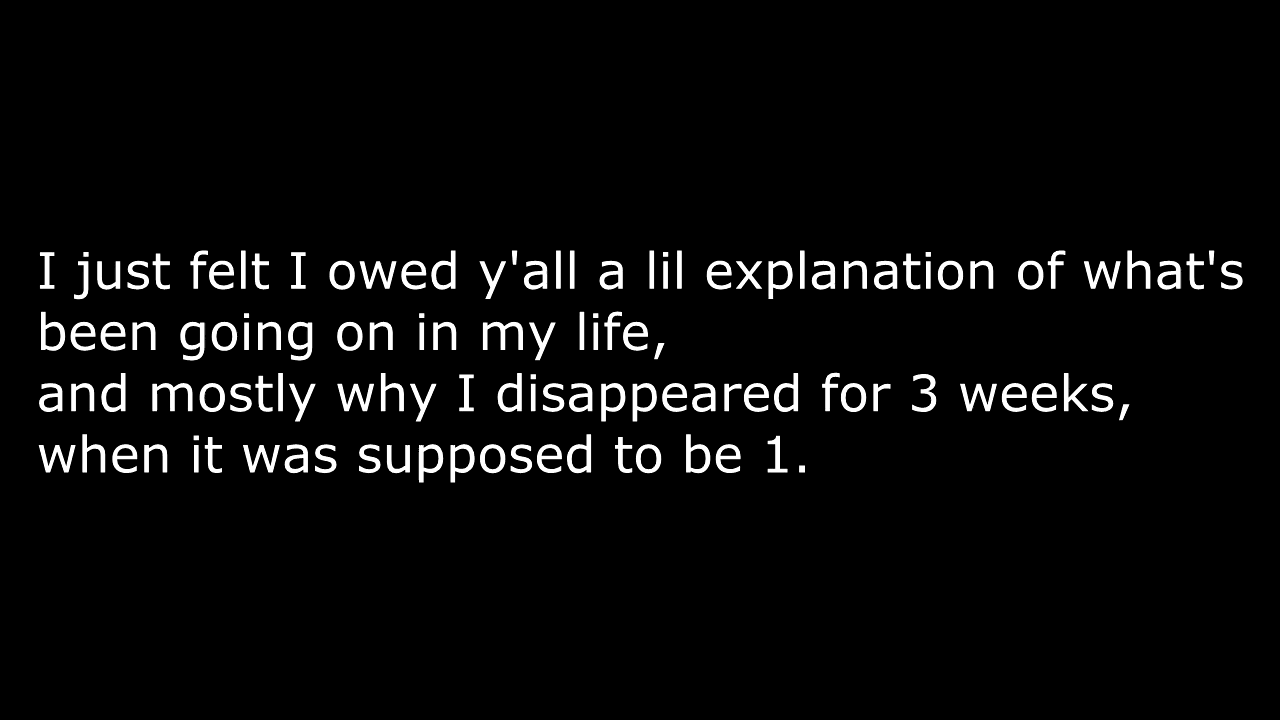 I just felt I owed y'all a lil explanation of what's
been going on in my life,
and mostly why I disappeared for 3 weeks,
when it was supposed to be 1.